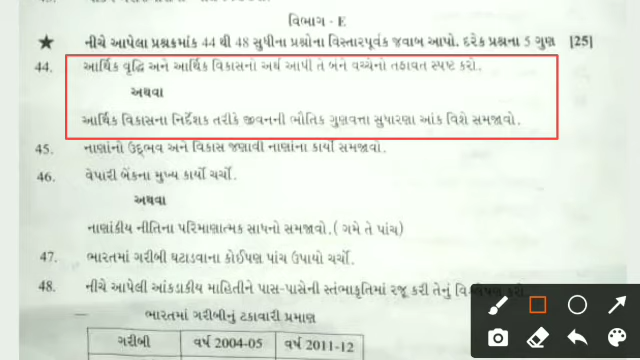 વિભાગ - E
★ નીચે આપેલા પ્રશ્નક્રમાંક 44 થી 48 સુધીના પ્રશ્નોના વિસ્તારપૂર્વક જવાબ આપો. દરેક પ્રશ્નના 5 ગુણ [25]
44. આર્થિક વૃદ્ધિ અને આર્થિક વિકાસનો અર્થ આપી તે બંને વચ્ચેનો તફાવત સ્પષ્ટ કરો.
અથવા
આર્થિક વિકાસના નિર્દેશક તરીકે જીવનની ભૌતિક ગુણવત્તા સુધારણા આંક વિશે સમજાવો.
45. નાણાંનો ઉદ્ભવ અને વિકાસ જણાવી નાણાંના કાર્યો સમજાવો.
46. વેપારી બેંકના મુખ્ય કાર્યો ચર્ચો.
અથવા
નાણાંકીય નીતિના પરિમાણાત્મક સાધનો સમજાવો.( ગમે તે પાંચ)
47. ભારતમાં ગરીબી ઘટાડવાના કોઈપણ પાંચ ઉપાયો ચર્ચો.
48. નીચે આપેલી આંકડાકીય માહિતીને પાસ-પાસેની સ્તંભાકૃતિમાં રજૂ કરી તેનું
ભારતમાં ગરીબીનું ટકાવારી પ્રમાણ
ગરીબી વર્ષ 2004-05 વર્ષ 2011-12